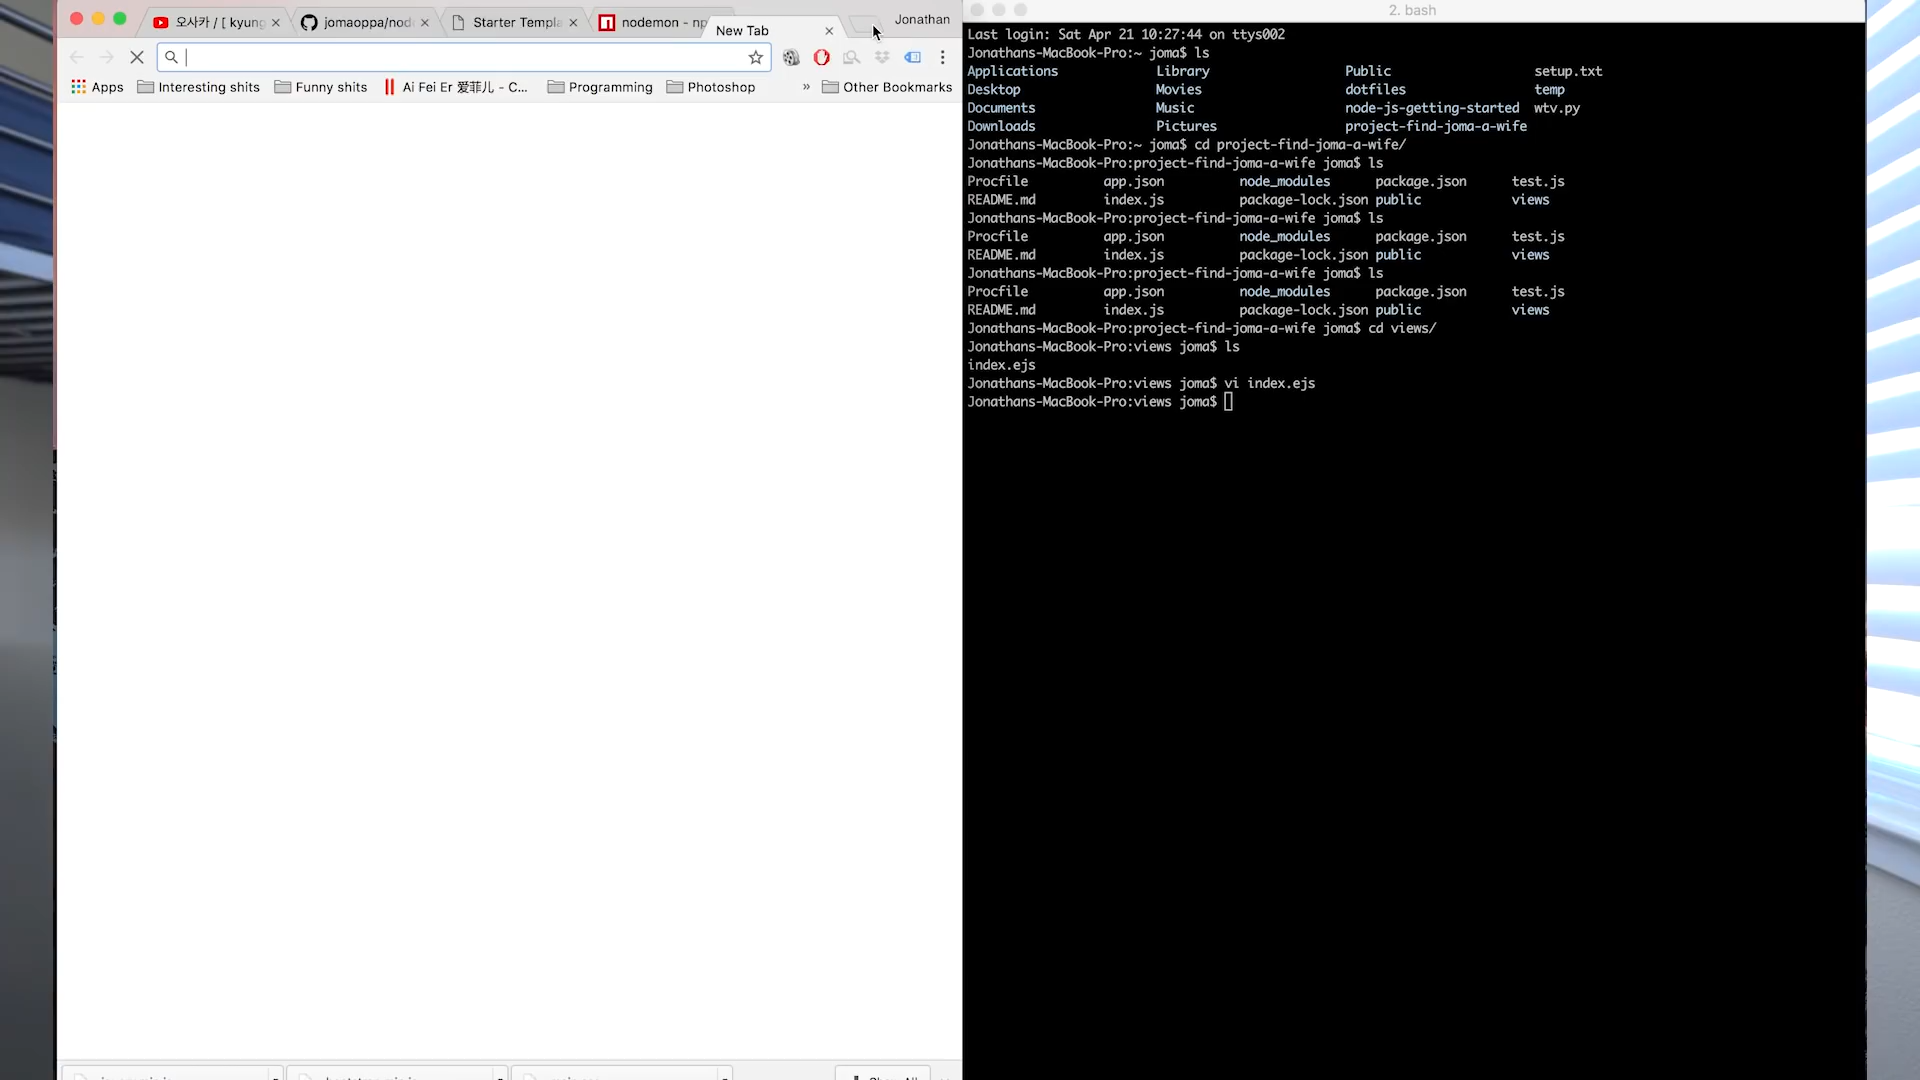 오사카 / [ kyung
jomaoppa/nod
Starter Templa
nodemon - np
New Tab
Jonathan
Apps
Interesting shits
Funny shits
Ai Fei Er 爱菲儿 - C...
Programming
Photoshop
»
Other Bookmarks
2. bash
Last login: Sat Apr 21 10:27:44 on ttys002
Jonathans-MacBook-Pro:~ joma$ ls
Applications Library Public setup.txt
Desktop Movies dotfiles temp
Documents Music node-js-getting-started wtv.py
Downloads Pictures project-find-joma-a-wife
Jonathans-MacBook-Pro:~ joma$ cd project-find-joma-a-wife/
Jonathans-MacBook-Pro:project-find-joma-a-wife joma$ ls
Procfile app.json node_modules package.json test.js
README.md index.js package-lock.json public views
Jonathans-MacBook-Pro:project-find-joma-a-wife joma$ ls
Procfile app.json node_modules package.json test.js
README.md index.js package-lock.json public views
Jonathans-MacBook-Pro:project-find-joma-a-wife joma$ ls
Procfile app.json node_modules package.json test.js
README.md index.js package-lock.json public views
Jonathans-MacBook-Pro:project-find-joma-a-wife joma$ cd views/
Jonathans-MacBook-Pro:views joma$ ls
index.ejs
Jonathans-MacBook-Pro:views joma$ vi index.ejs
Jonathans-MacBook-Pro:views joma$